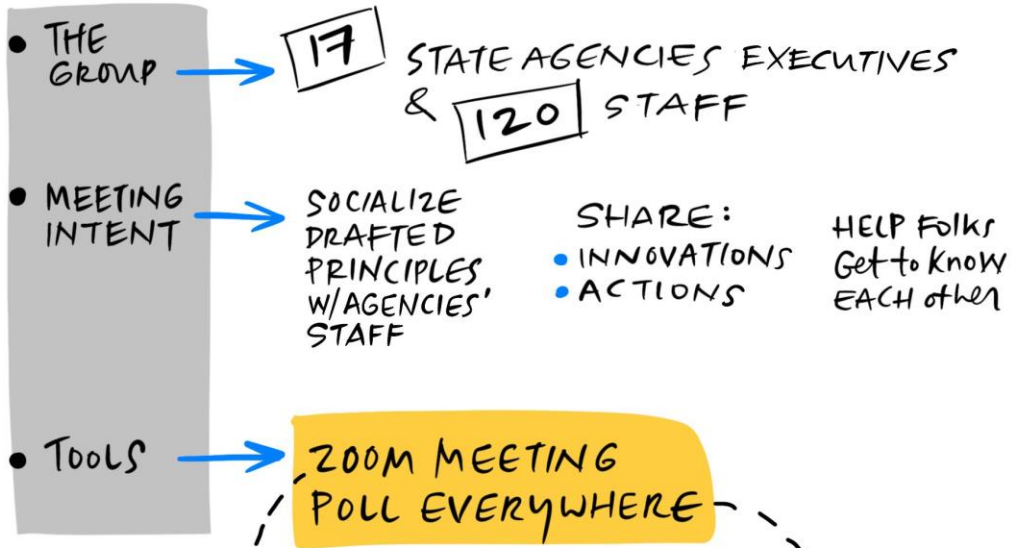 • THE
GROUP
17 STATE AGENCIES EXECUTIVES
& 120 STAFF
• MEETING
INTENT
SOCIALIZE
DRAFTED
PRINCIPLES
W/AGENCIES'
STAFF
SHARE:
• INNOVATIONS
• ACTIONS
HELP Folks
Get to Know
EACH other
• TOOLS
ZOOM MEETING
POLL EVERYWHERE